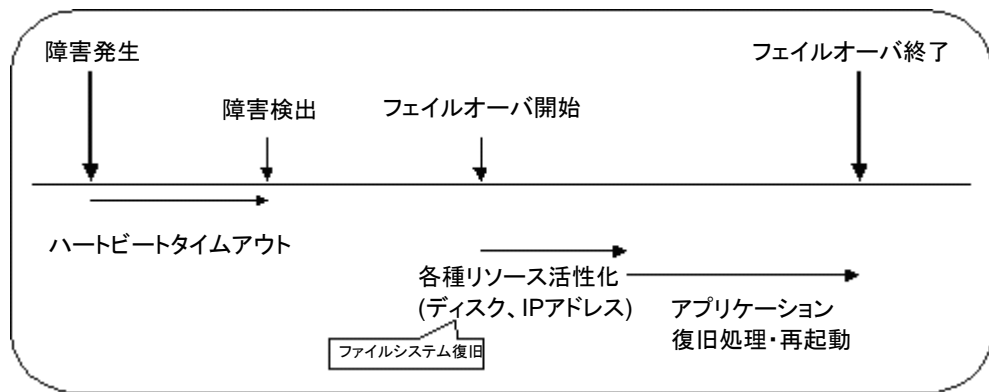 障害発生
フェイルオーバ終了
障害検出
フェイルオーバ開始
ハートビートタイムアウト
各種リソース活性化
(ディスク、IPアドレス)
アプリケーション
復旧処理・再起動
ファイルシステム復旧